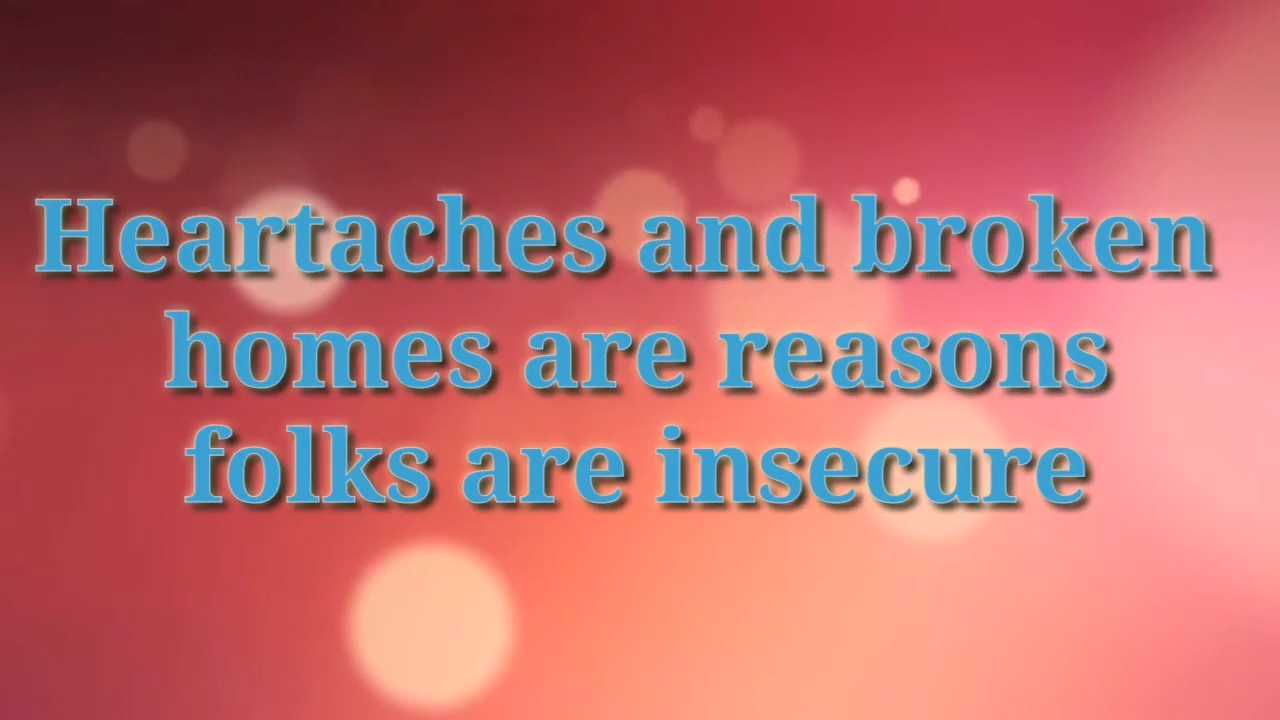 Heartaches and broken
homes are reasons
folks are insecure